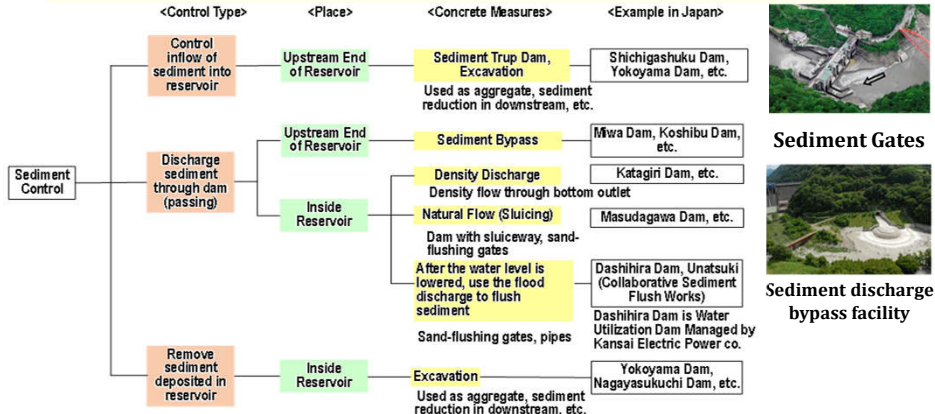 <Control Type> <Place> <Concrete Measures> <Example in Japan>
Sediment
Control
Control
inflow of
sediment into
reservoir
Upstream End
of Reservoir
Sediment Trup Dam,
Excavation
Used as aggregate, sediment
reduction in downstream, etc.
Shichigashuku Dam,
Yokoyama Dam, etc.
Discharge
sediment
through dam
(passing)
Upstream End
of Reservoir
Sediment Bypass
Miwa Dam, Koshibu Dam,
etc.
Inside
Reservoir
Density Discharge
Density flow through bottom outlet
Katagiri Dam, etc.
Natural Flow (Sluicing)
Dam with sluiceway, sand-
flushing gates
Masudagawa Dam, etc.
After the water level is
lowered, use the flood
discharge to flush
sediment
Sand-flushing gates, pipes
Dashihira Dam, Unatsuki
(Collaborative Sediment
Flush Works)
Dashihira Dam is Water
Utilization Dam Managed by
Kansai Electric Power co.
Remove
sediment
deposited in
reservoir
Inside
Reservoir
Excavation
Used as aggregate, sediment
reduction in downstream, etc.
Yokoyama Dam,
Nagayasukuchi Dam, etc.
Sediment Gates
Sediment discharge
bypass facility